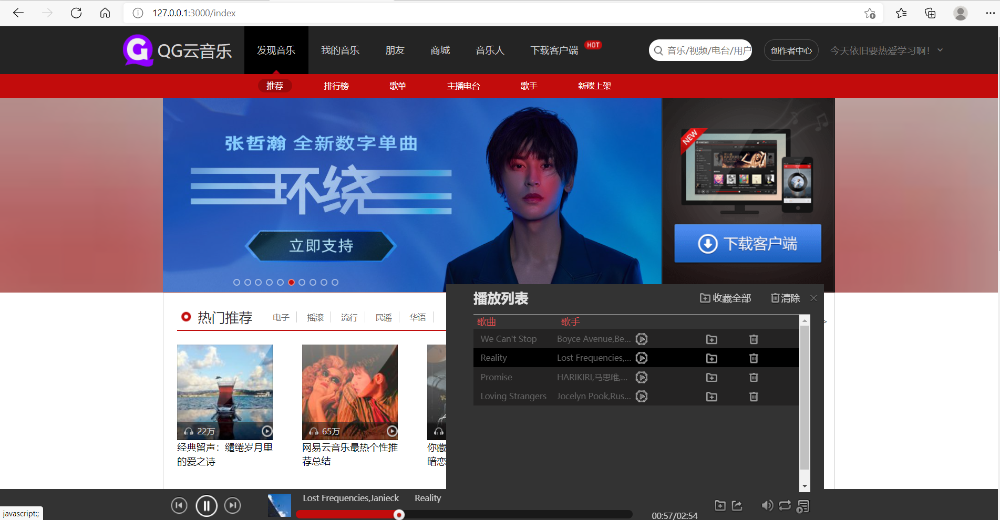 127.0.0.1:3000/index
QG云音乐
发现音乐
我的音乐
朋友
商城
音乐人
下载客户端
HOT
音乐/视频/电台/用户
创作者中心
今天依旧要热爱学习啊！
推荐
排行榜
歌单
主播电台
歌手
新碟上架
张哲瀚 全新数字单曲
环绕
立即支持
NEW
下载客户端
热门推荐
电子
摇滚
流行
民谣
华语
>
22万
65万
经典留声：缱绻岁月里
的爱之诗
网易云音乐最热个性推
荐总结
你藏
暗恋
播放列表
收藏全部
清除
歌曲 歌手
We Can't Stop Boyce Avenue,Be...
Reality Lost Frequencies,...
Promise HARIKIRI,马思唯,...
Loving Strangers Jocelyn Pook,Rus...
Lost Frequencies,Janieck Reality
00:57/02:54
javascript:;